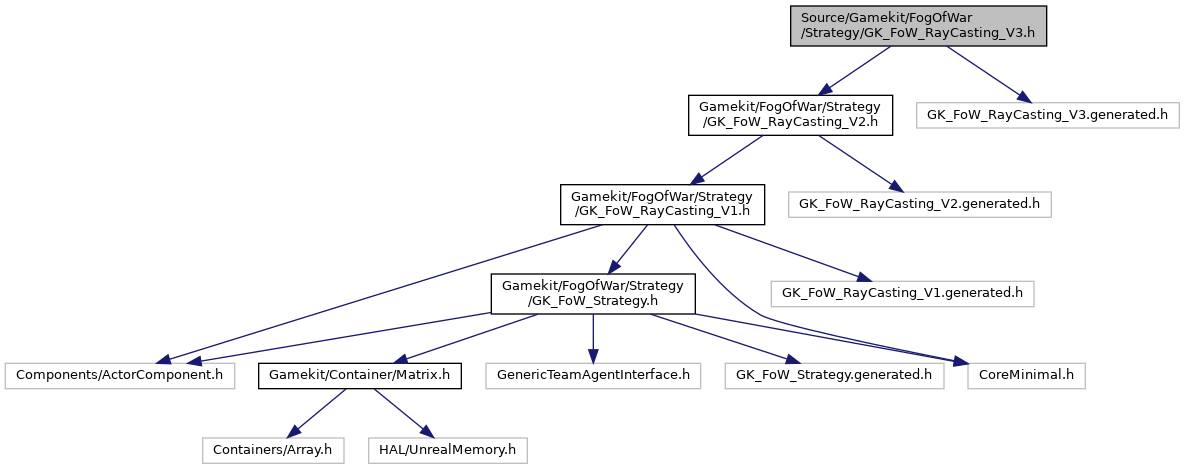 Source/Gamekit/FogOfWar
/Strategy/GK_FoW_RayCasting_V3.h
Gamekit/FogOfWar/Strategy
/GK_FoW_RayCasting_V2.h
GK_FoW_RayCasting_V3.generated.h
Gamekit/FogOfWar/Strategy
/GK_FoW_RayCasting_V1.h
GK_FoW_RayCasting_V2.generated.h
Gamekit/FogOfWar/Strategy
/GK_FoW_Strategy.h
GK_FoW_RayCasting_V1.generated.h
Components/ActorComponent.h
Gamekit/Container/Matrix.h
GenericTeamAgentInterface.h
GK_FoW_Strategy.generated.h
CoreMinimal.h
Containers/Array.h
HAL/UnrealMemory.h